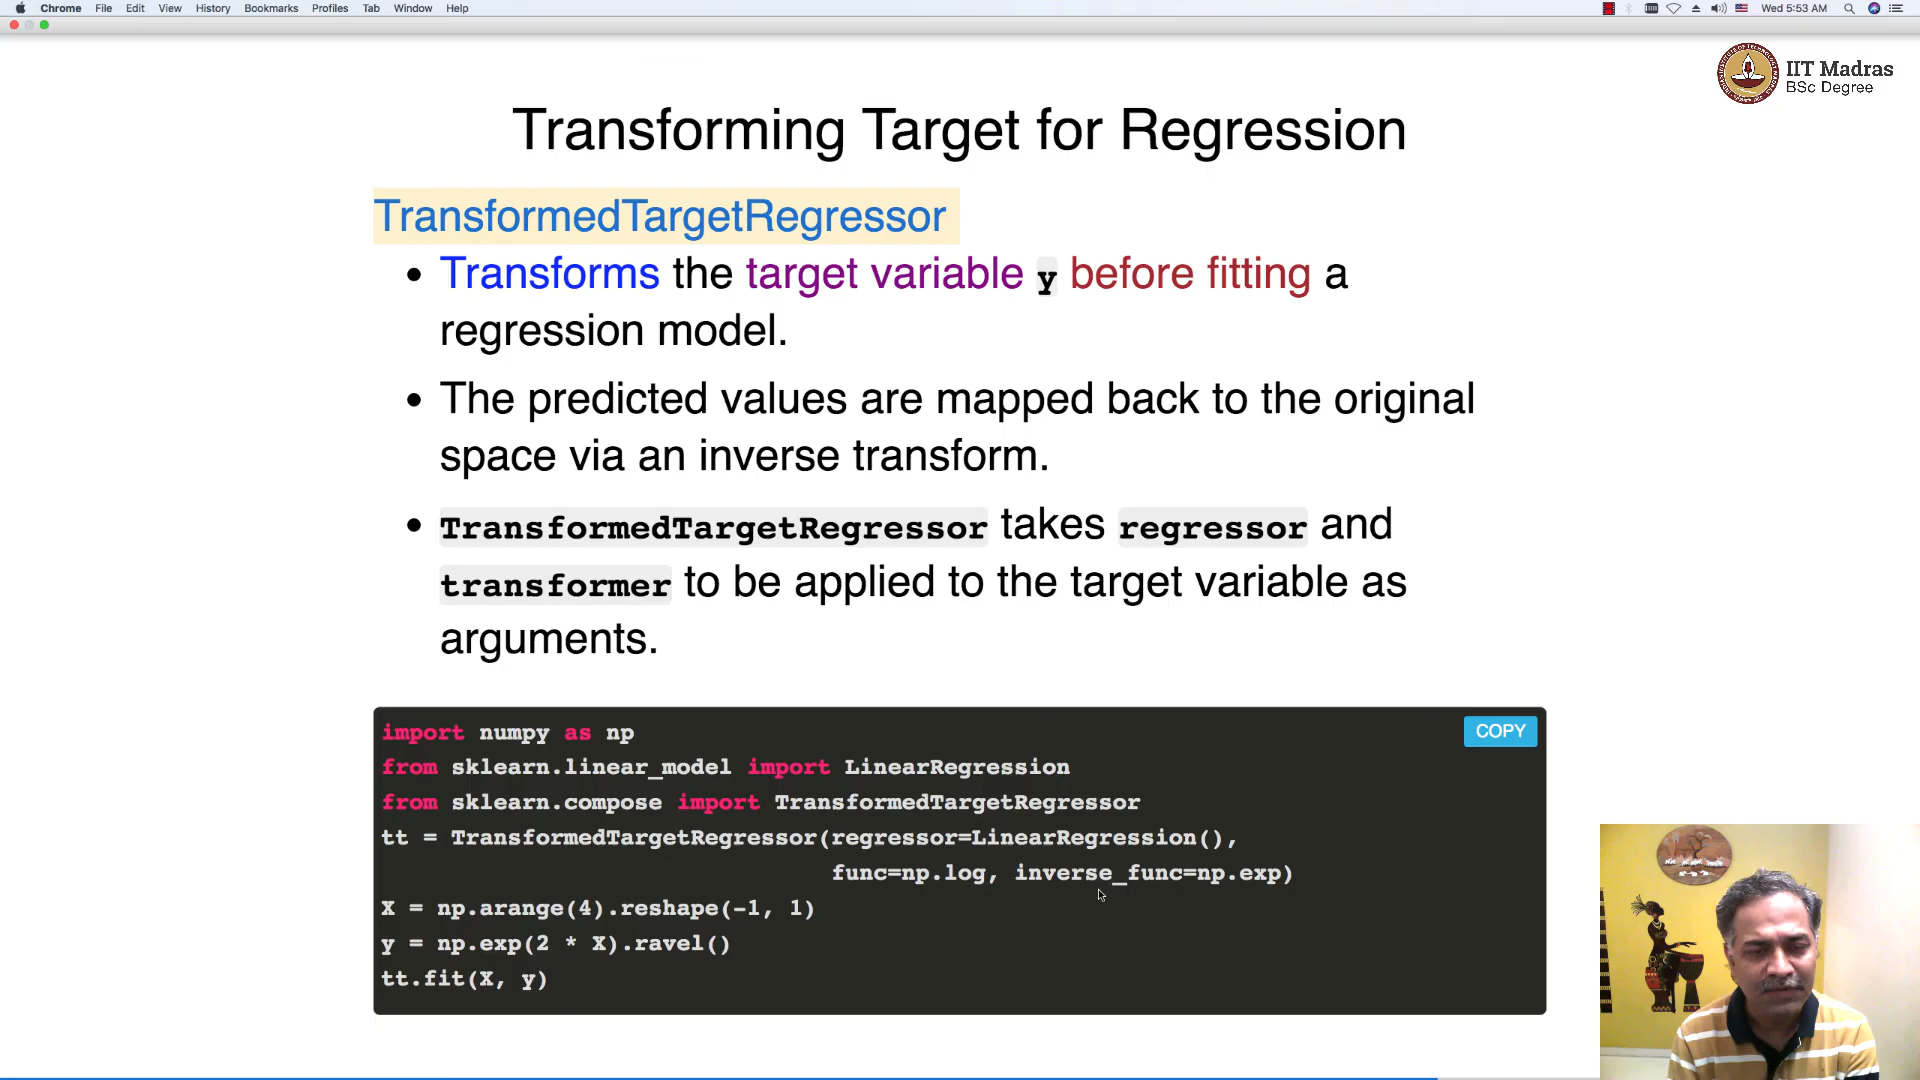 Chrome File Edit View History Bookmarks Profiles Tab Window Help Wed 5:53 AM
IIT Madras
BSc Degree
Transforming Target for Regression
TransformedTargetRegressor
• Transforms the target variable y before fitting a
regression model.
• The predicted values are mapped back to the original
space via an inverse transform.
• TransformedTargetRegressor takes regressor and
transformer to be applied to the target variable as
arguments.
COPY
import numpy as np
from sklearn.linear_model import LinearRegression
from sklearn.compose import TransformedTargetRegressor
tt = TransformedTargetRegressor(regressor=LinearRegression(),
func=np.log, inverse_func=np.exp)
X = np.arange(4).reshape(-1, 1)
y = np.exp(2 * X).ravel()
tt.fit(X, y)